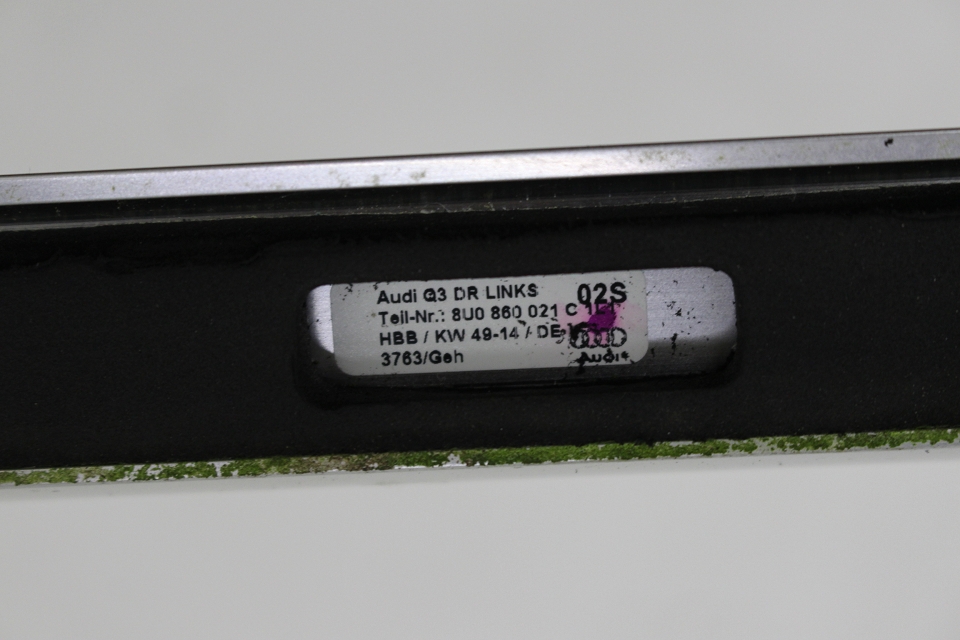 Audi Q3 DR LINKS 02S
Teil-Nr.: 8U0 860 021 C
HBB / KW 49-14 / DE
3763/Geh Audi